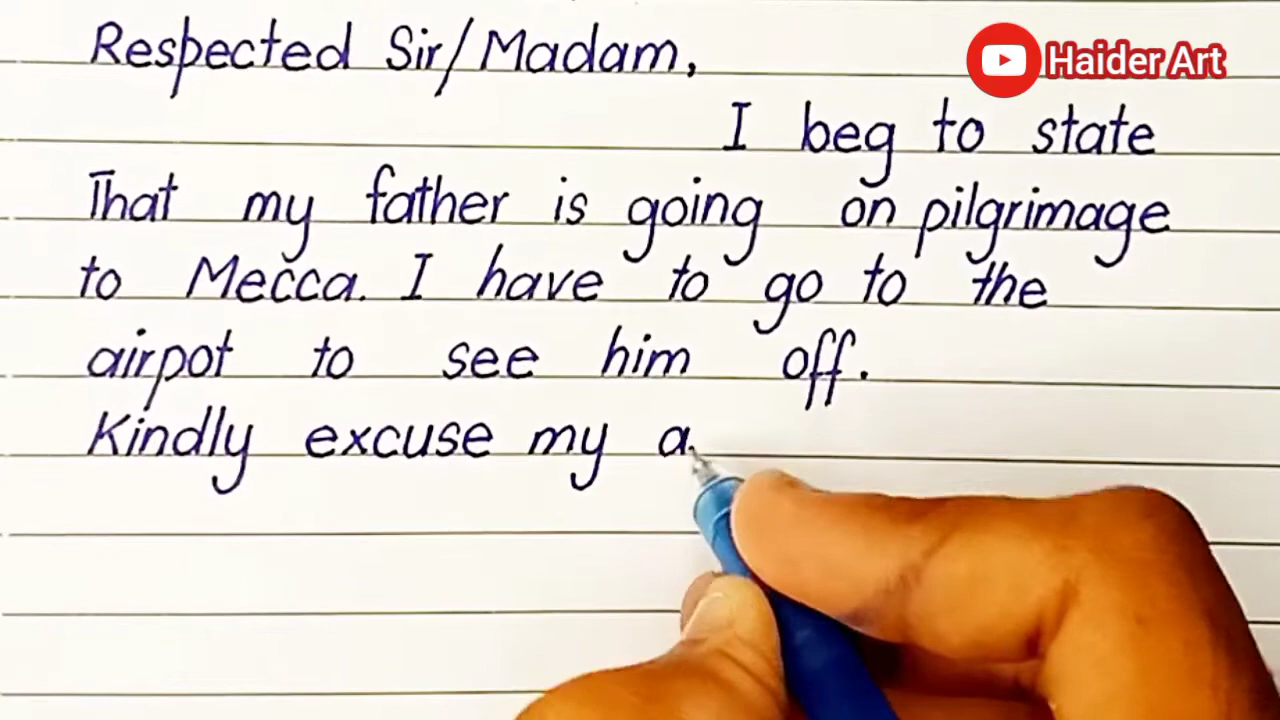 Respected Sir/Madam,
Haider Art
I beg to state
That my father is going on pilgrimage
to Mecca. I have to go to the
airpot to see him off.
Kindly excuse my a